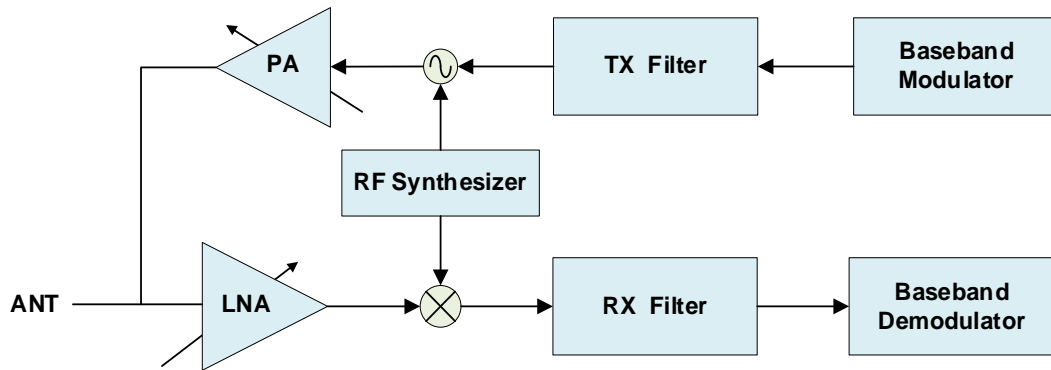 PA
TX Filter
Baseband
Modulator
RF Synthesizer
ANT
LNA
RX Filter
Baseband
Demodulator